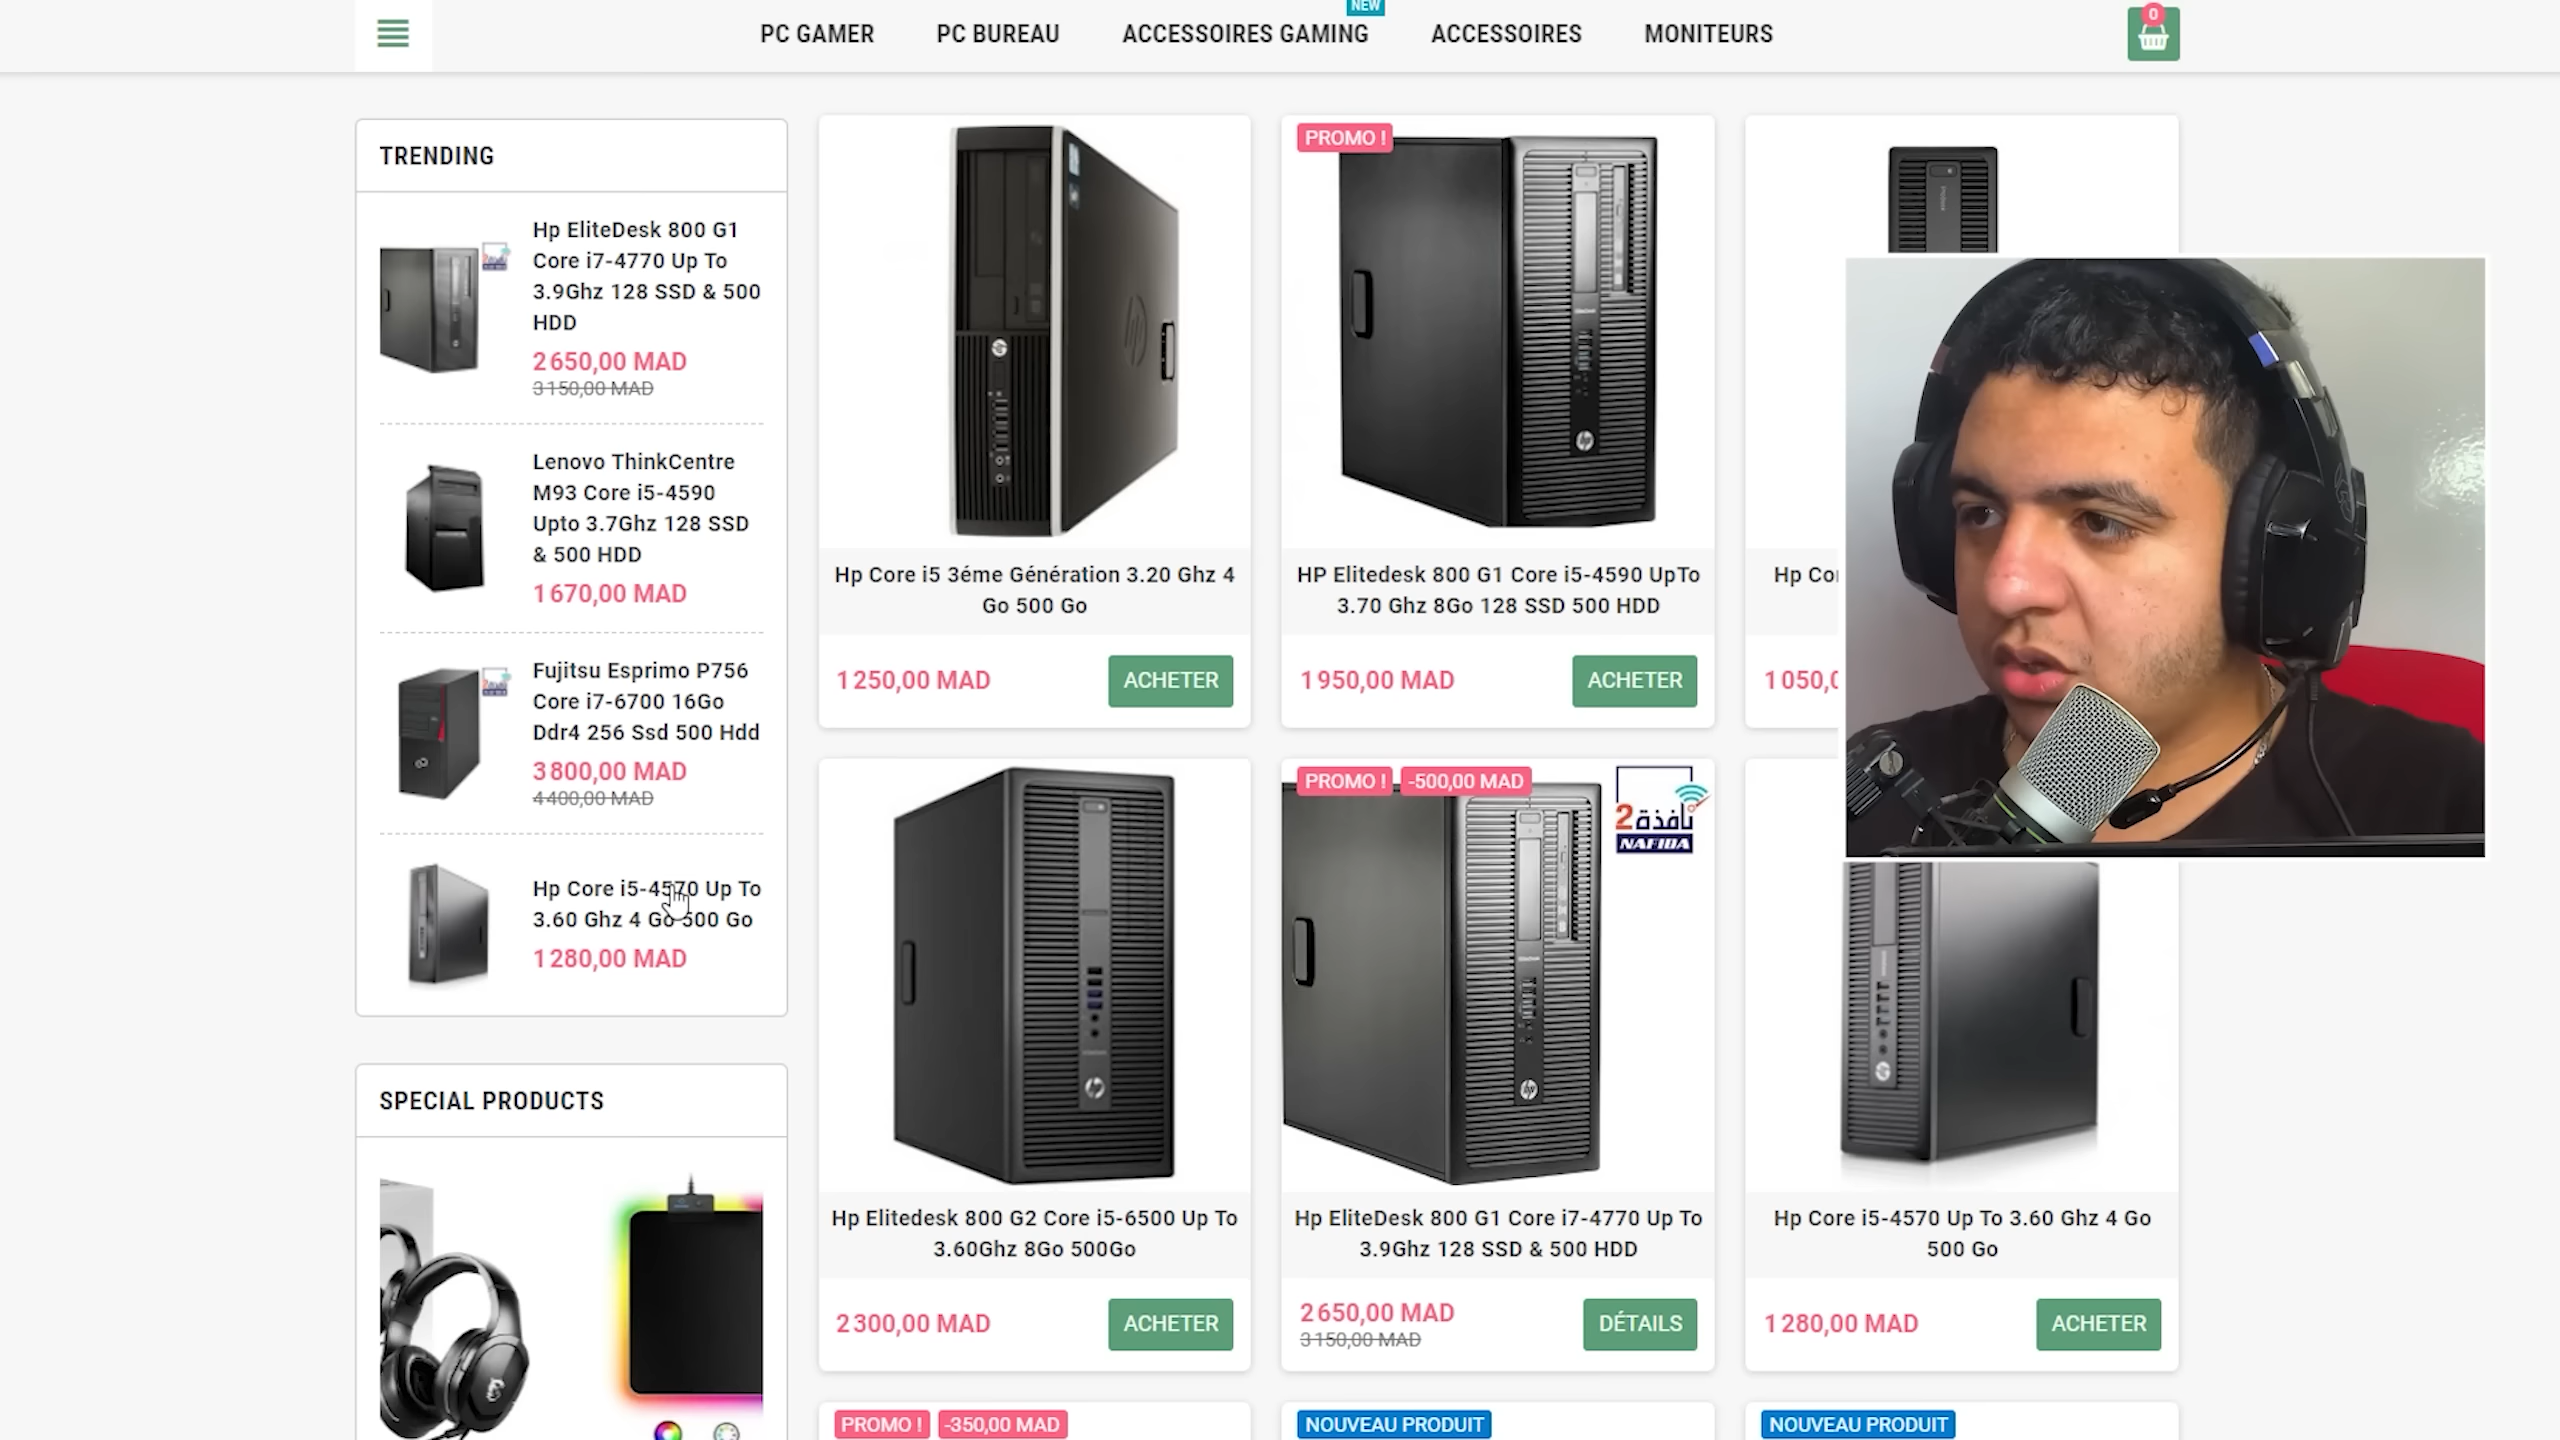 NEW
PC GAMER
PC BUREAU
ACCESSOIRES GAMING
ACCESSOIRES
MONITEURS
0
TRENDING
Hp EliteDesk 800 G1
Core i7-4770 Up To
3.9Ghz 128 SSD & 500
HDD
2 650,00 MAD
3 150,00 MAD
Lenovo ThinkCentre
M93 Core i5-4590
Upto 3.7Ghz 128 SSD
& 500 HDD
1 670,00 MAD
Fujitsu Esprimo P756
Core i7-6700 16Go
Ddr4 256 Ssd 500 Hdd
3 800,00 MAD
4 400,00 MAD
Hp Core i5-4570 Up To
3.60 Ghz 4 Go 500 Go
1 280,00 MAD
SPECIAL PRODUCTS
Hp Core i5 3éme Génération 3.20 Ghz 4
Go 500 Go
1 250,00 MAD
ACHETER
PROMO !
HP Elitedesk 800 G1 Core i5-4590 UpTo
3.70 Ghz 8Go 128 SSD 500 HDD
1 950,00 MAD
ACHETER
Hp
1 050,
Hp Elitedesk 800 G2 Core i5-6500 Up To
3.60Ghz 8Go 500Go
2 300,00 MAD
ACHETER
PROMO !
-500,00 MAD
نافذة 2
NAFIDA
Hp EliteDesk 800 G1 Core i7-4770 Up To
3.9Ghz 128 SSD & 500 HDD
2 650,00 MAD
3 150,00 MAD
DÉTAILS
Hp Core i5-4570 Up To 3.60 Ghz 4 Go
500 Go
1 280,00 MAD
ACHETER
PROMO !
-350,00 MAD
NOUVEAU PRODUIT
NOUVEAU PRODUIT